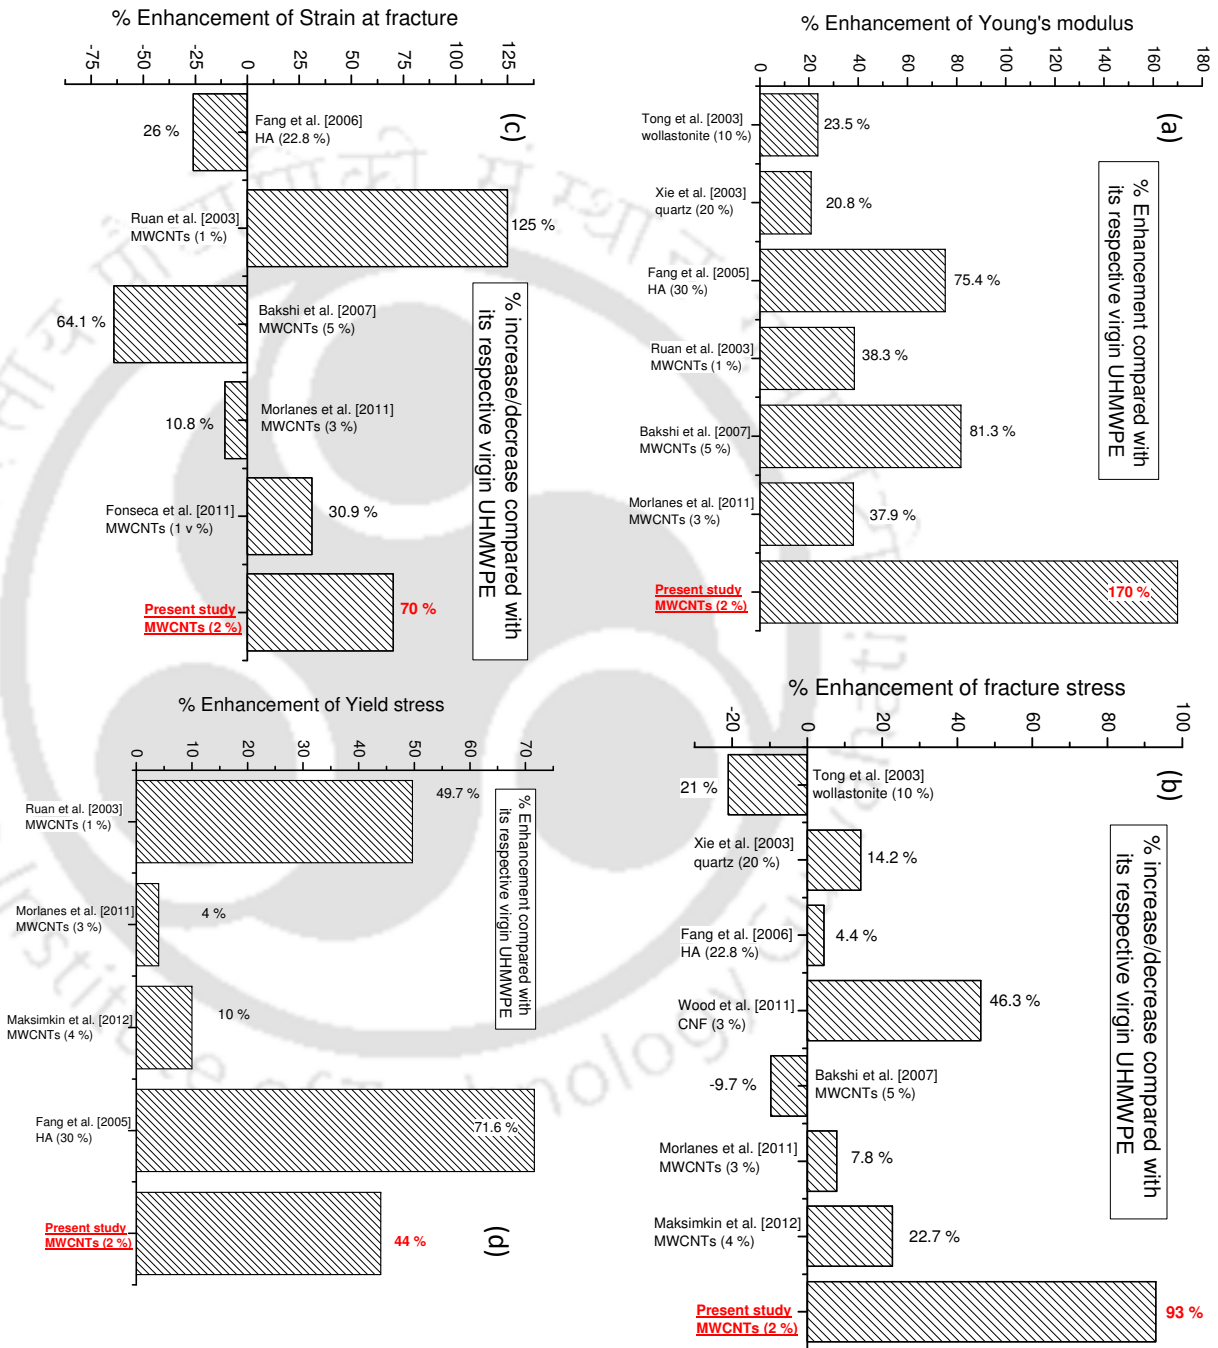 % Enhancement of Strain at fracture
-75
-50
-25
0
25
50
75
100
125
(c)
26 %
Fang et al. [2006]
HA (22.8 %)
Ruan et al. [2003]
MWCNTs (1 %)
125 %
64.1 %
Bakshi et al. [2007]
MWCNTs (5 %)
10.8 %
Morlanes et al. [2011]
MWCNTs (3 %)
Fonseca et al. [2011]
MWCNTs (1 v %)
30.9 %
Present study
MWCNTs (2 %)
70 %
% increase/decrease compared with
its respective virgin UHMWPE
% Enhancement of Young's modulus
0
20
40
60
80
100
120
140
160
180
(a)
Tong et al. [2003]
wollastonite (10 %)
23.5 %
Xie et al. [2003]
quartz (20 %)
20.8 %
Fang et al. [2005]
HA (30 %)
75.4 %
Ruan et al. [2003]
MWCNTs (1 %)
38.3 %
Bakshi et al. [2007]
MWCNTs (5 %)
81.3 %
Morlanes et al. [2011]
MWCNTs (3 %)
37.9 %
Present study
MWCNTs (2 %)
170 %
% Enhancement compared with
its respective virgin UHMWPE
% Enhancement of Yield stress
0
10
20
30
40
50
60
70
Ruan et al. [2003]
MWCNTs (1 %)
49.7 %
Morlanes et al. [2011]
MWCNTs (3 %)
4 %
Maksimkin et al. [2012]
MWCNTs (4 %)
10 %
Fang et al. [2005]
HA (30 %)
71.6 %
Present study
MWCNTs (2 %)
44 %
(d)
% Enhancement compared with
its respective virgin UHMWPE
% Enhancement of fracture stress
-20
0
20
40
60
80
100
(b)
21 %
Tong et al. [2003]
wollastonite (10 %)
Xie et al. [2003]
quartz (20 %)
14.2 %
Fang et al. [2006]
HA (22.8 %)
4.4 %
Wood et al. [2011]
CNF (3 %)
46.3 %
-9.7 %
Bakshi et al. [2007]
MWCNTs (5 %)
Morlanes et al. [2011]
MWCNTs (3 %)
7.8 %
Maksimkin et al. [2012]
MWCNTs (4 %)
22.7 %
Present study
MWCNTs (2 %)
93 %
% increase/decrease compared with
its respective virgin UHMWPE